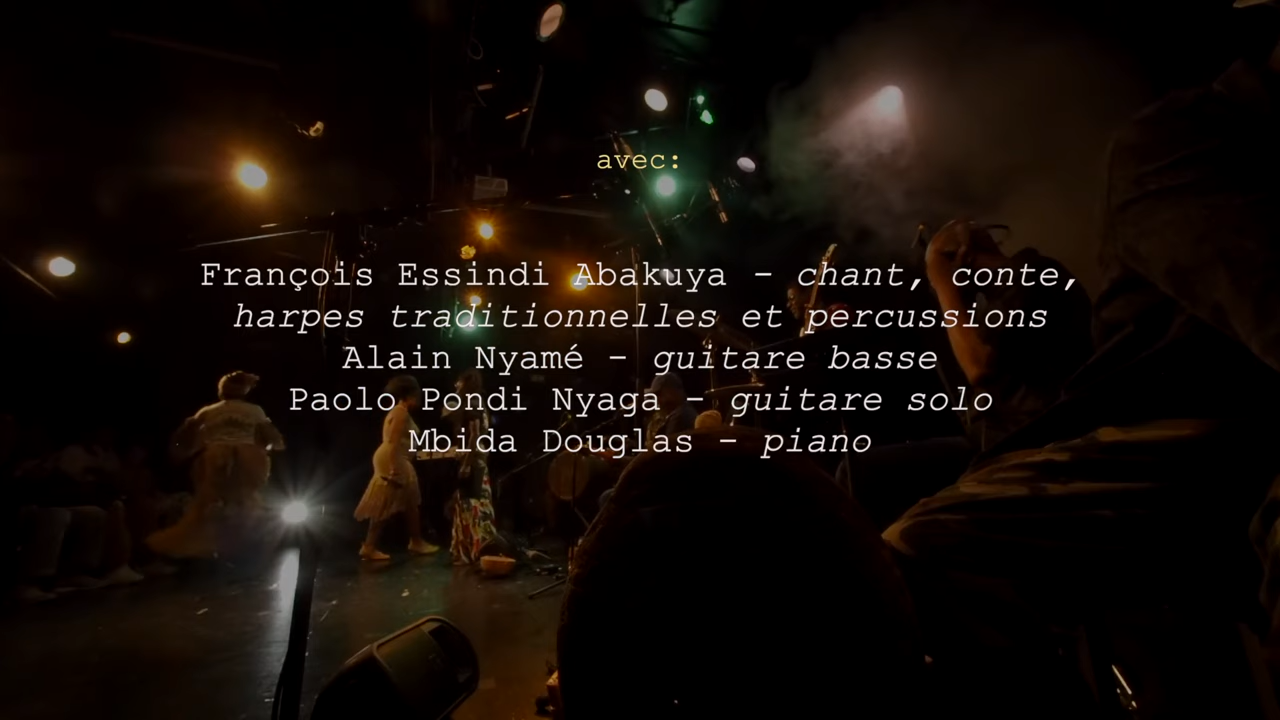 avec:
François Essindi Abakuya - chant, conte,
harpes traditionnelles et percussions
Alain Nyamé - guitare basse
Paolo Pondi Nyaga - guitare solo
Mbida Douglas - piano